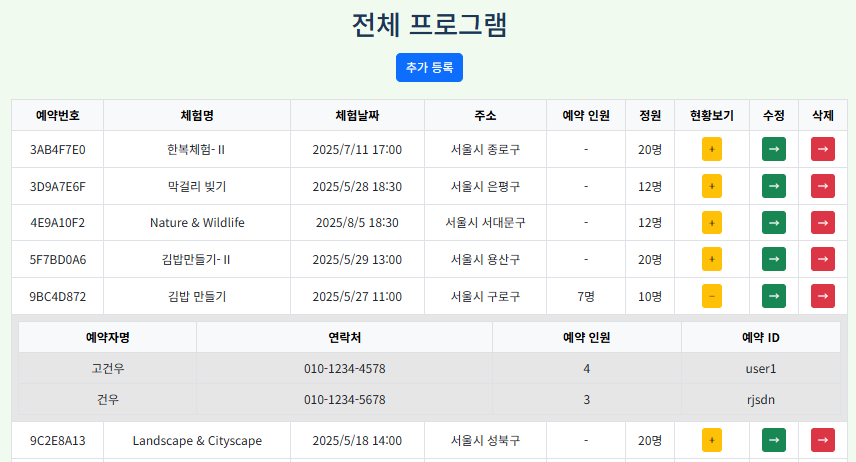 전체 프로그램
추가 등록
예약번호 체험명 체험날짜 주소 예약 인원 정원 현황보기 수정 삭제
3AB4F7E0 한복체험-Ⅱ 2025/7/11 17:00 서울시 종로구 - 20명 + → →
3D9A7E6F 막걸리 빚기 2025/5/28 18:30 서울시 은평구 - 12명 + → →
4E9A10F2 Nature & Wildlife 2025/8/5 18:30 서울시 서대문구 - 12명 + → →
5F7BD0A6 김밥만들기-Ⅱ 2025/5/29 13:00 서울시 용산구 - 20명 + → →
9BC4D872 김밥 만들기 2025/5/27 11:00 서울시 구로구 7명 10명 − → →
예약자명 연락처 예약 인원 예약 ID
고건우 010-1234-4578 4 user1
건우 010-1234-5678 3 rjsdn
9C2E8A13 Landscape & Cityscape 2025/5/18 14:00 서울시 성북구 - 20명 + → →